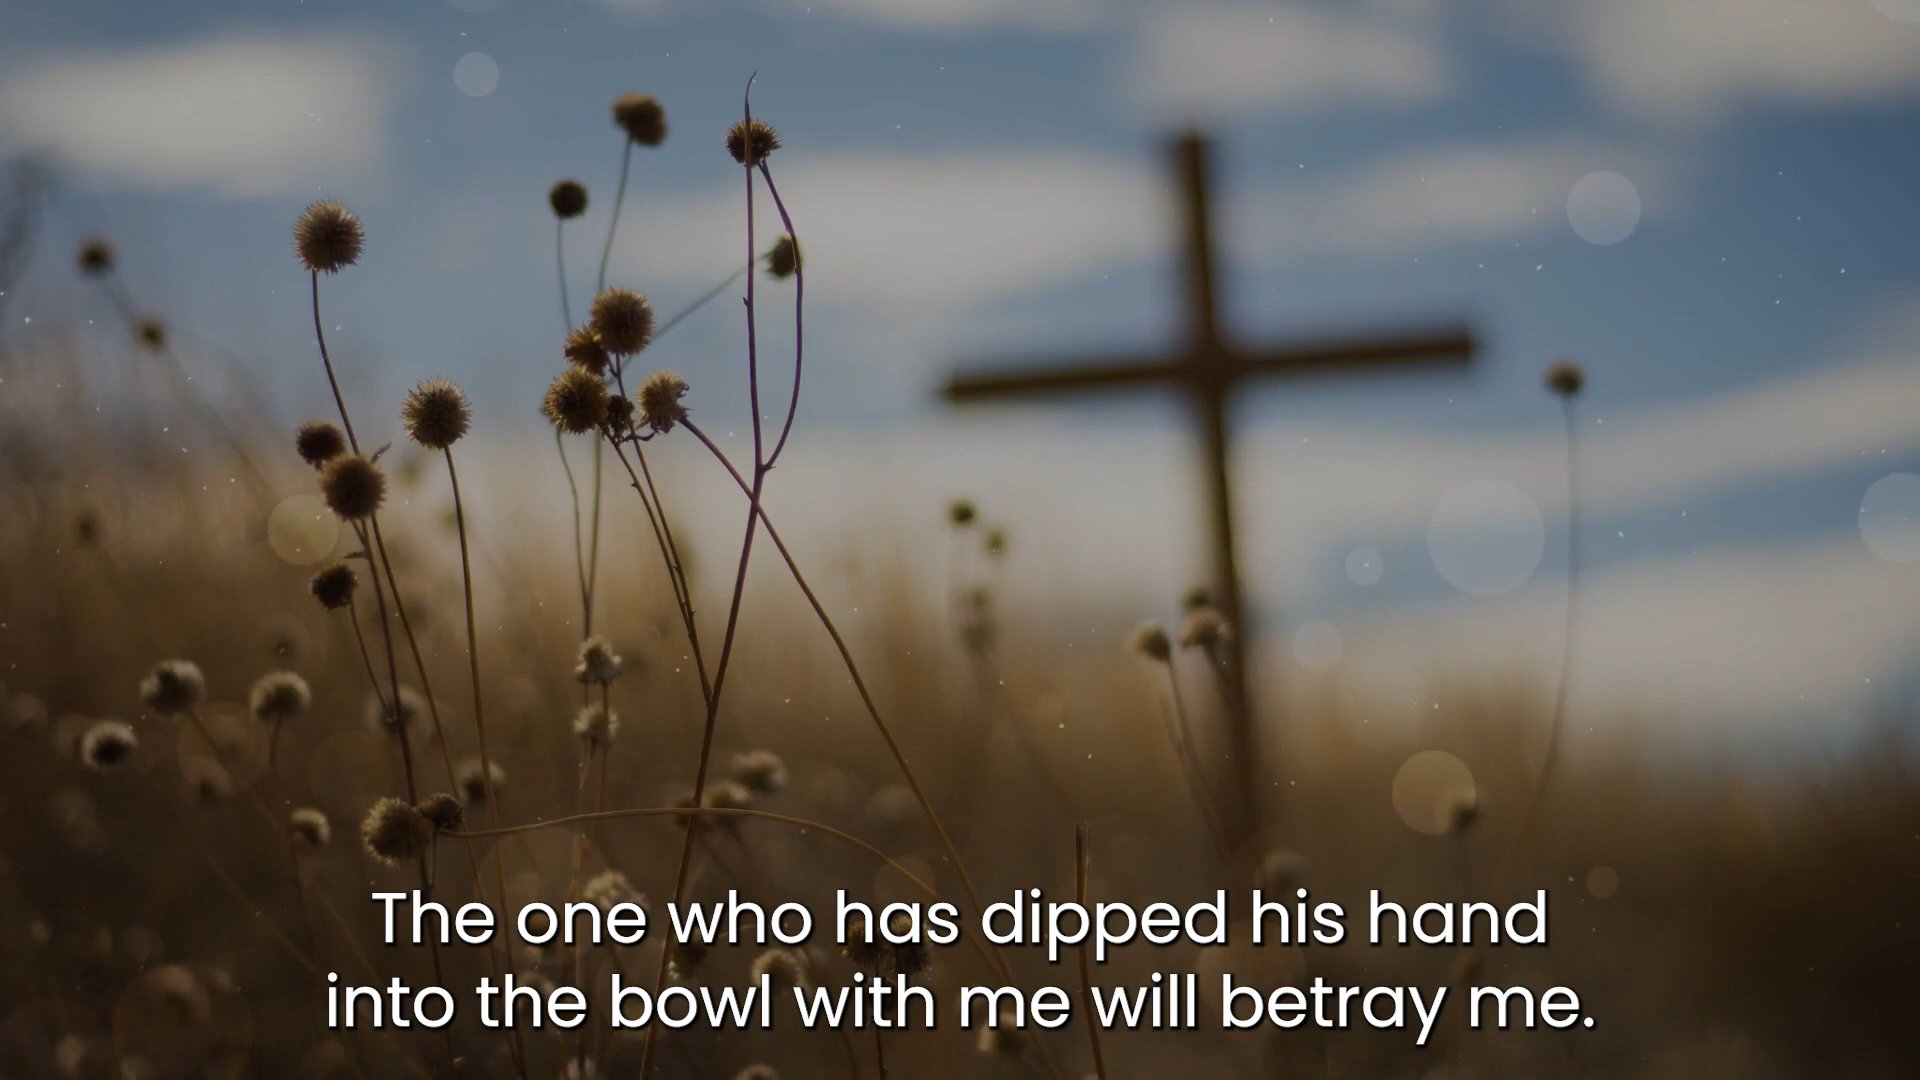 The one who has dipped his hand
into the bowl with me will betray me.